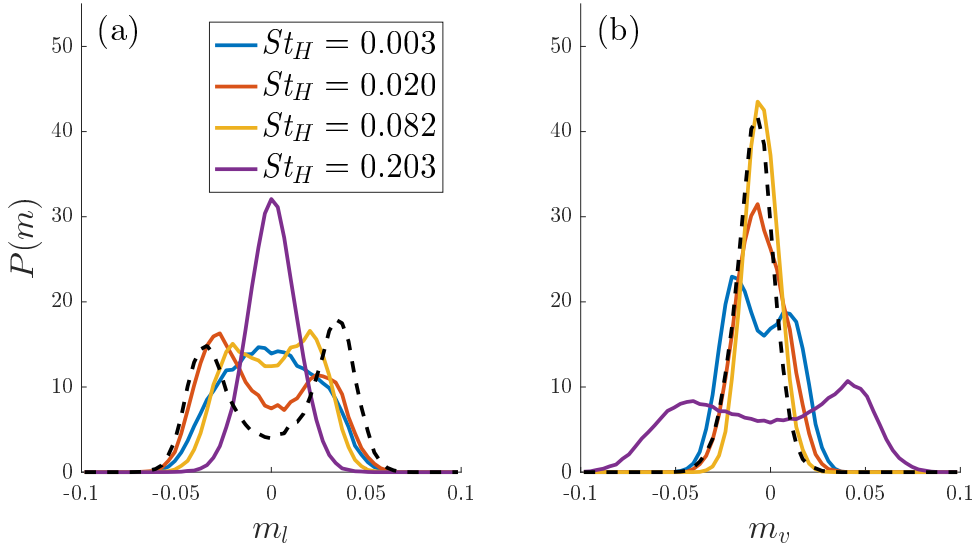 (a)
St_H = 0.003
St_H = 0.020
St_H = 0.082
St_H = 0.203
P(m)
50
40
30
20
10
0
-0.1 -0.05 0 0.05 0.1
m_l
(b)
50
40
30
20
10
0
-0.1 -0.05 0 0.05 0.1
m_v